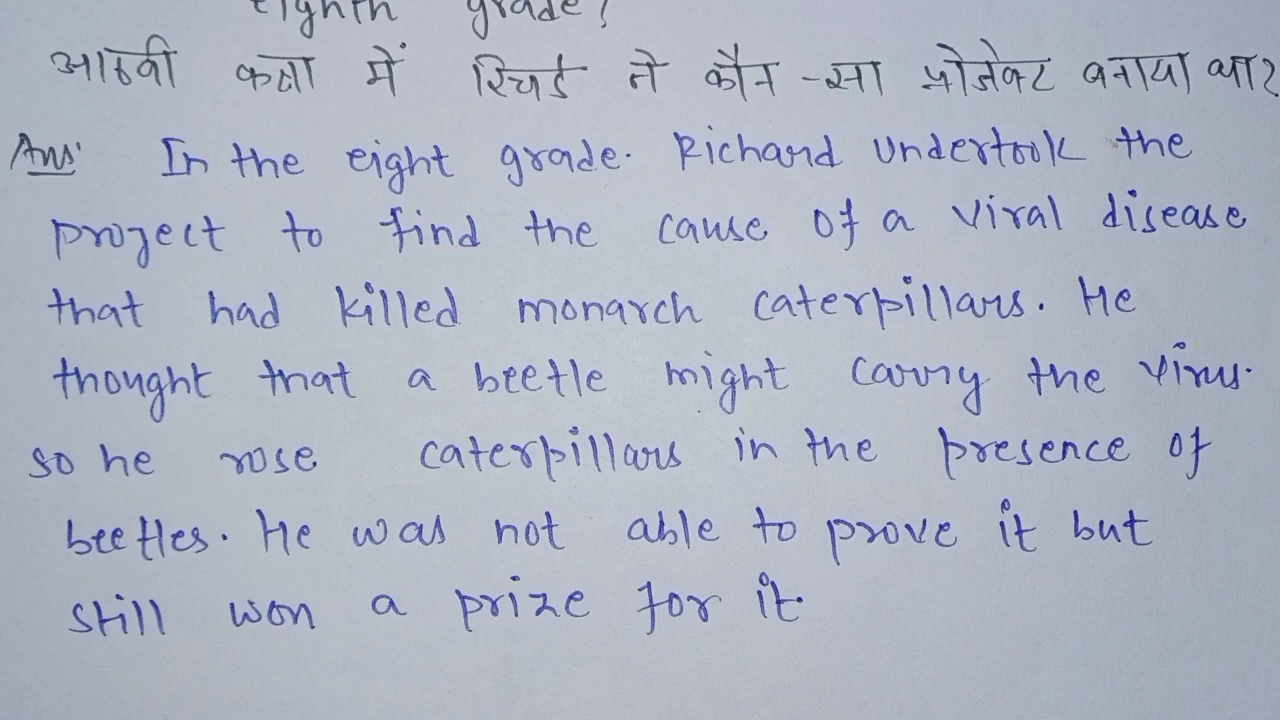 eighth grade?
आठवी कक्षा में रिचर्ड ने कौन-सा प्रोजेक्ट बनाया था?
Ans' In the eight grade. Richard undertook the
project to find the cause of a viral disease
that had killed monarch caterpillars. He
thought that a beetle might carry the virus.
so he rose caterpillars in the presence of
beetles. He was not able to prove it but
still won a prize for it.